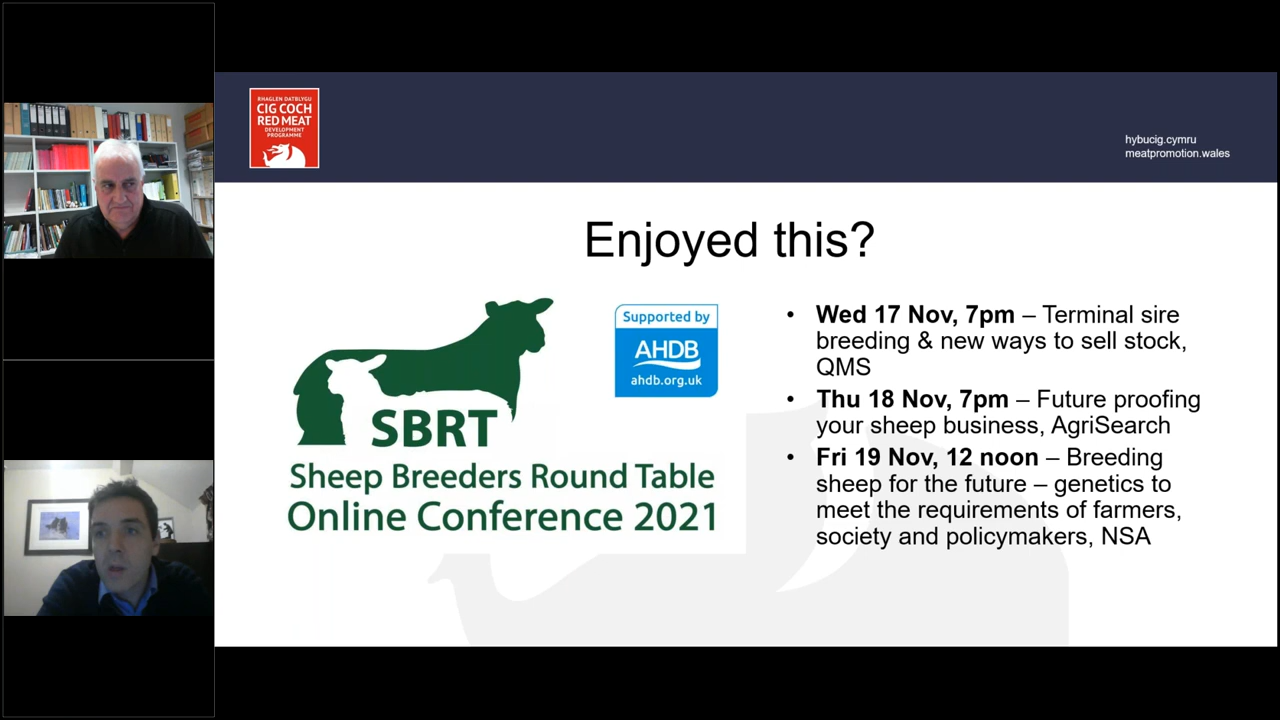 RHAGLEN DATBLYGU
CIG COCH
RED MEAT
DEVELOPMENT
PROGRAMME
hybucig.cymru
meatpromotion.wales
Enjoyed this?
SBRT
Sheep Breeders Round Table
Online Conference 2021
Supported by
AHDB
ahdb.org.uk
• Wed 17 Nov, 7pm – Terminal sire
breeding & new ways to sell stock,
QMS
• Thu 18 Nov, 7pm – Future proofing
your sheep business, AgriSearch
• Fri 19 Nov, 12 noon – Breeding
sheep for the future – genetics to
meet the requirements of farmers,
society and policymakers, NSA